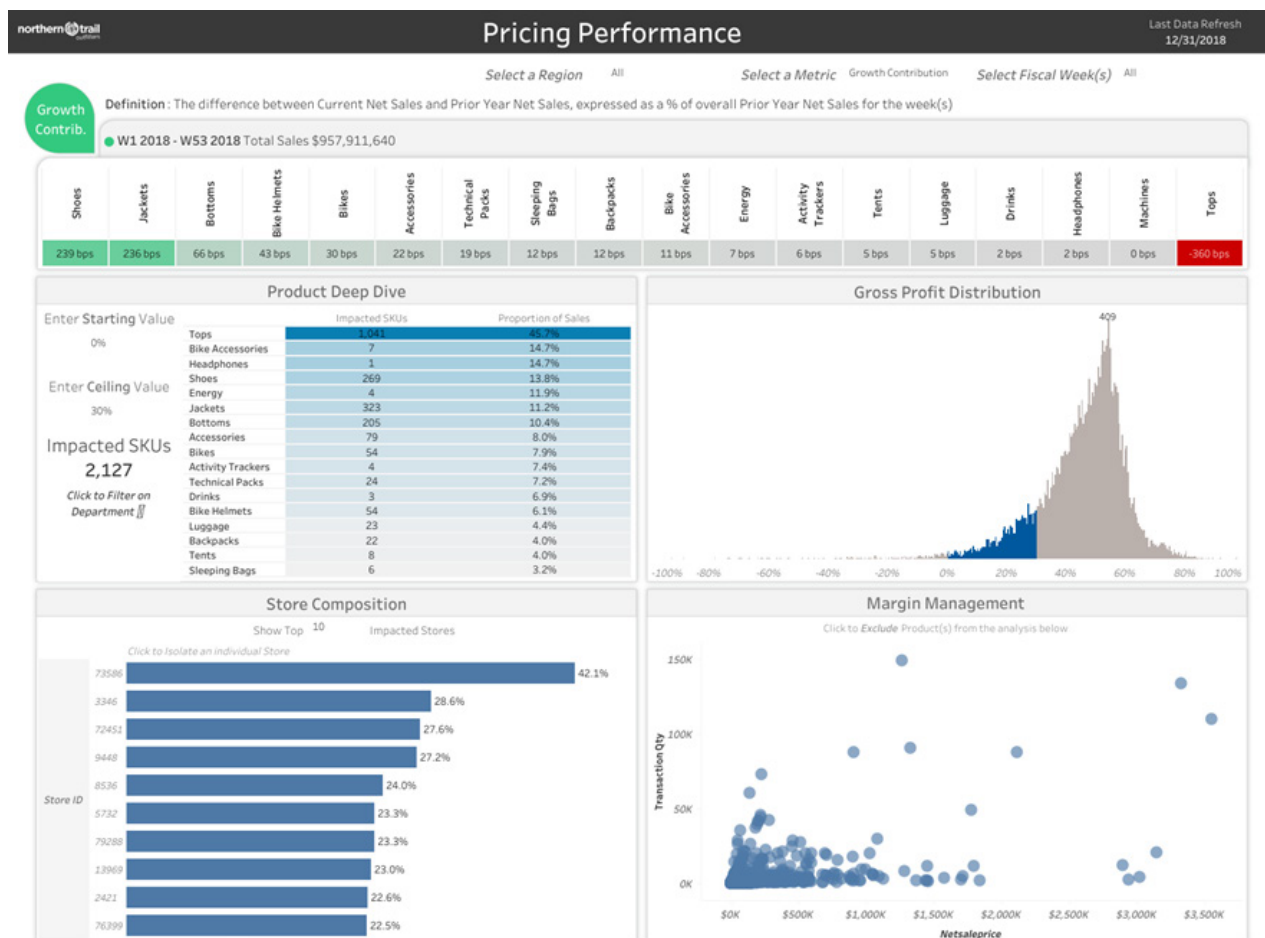 northern trail
outfitters
Pricing Performance
Last Data Refresh
12/31/2018
Select a Region All
Select a Metric Growth Contribution
Select Fiscal Week(s) All
Growth
Contrib.
Definition : The difference between Current Net Sales and Prior Year Net Sales, expressed as a % of overall Prior Year Net Sales for the week(s)
W1 2018 - W53 2018 Total Sales $957,911,640
Shoes
Jackets
Bottoms
Bike Helmets
Bikes
Accessories
Technical
Packs
Sleeping
Bags
Backpacks
Bike
Accessories
Energy
Activity
Trackers
Tents
Luggage
Drinks
Headphones
Machines
Tops
239 bps 236 bps 66 bps 43 bps 30 bps 22 bps 19 bps 12 bps 12 bps 11 bps 7 bps 6 bps 5 bps 5 bps 2 bps 2 bps 0 bps -360 bps
Product Deep Dive
Enter Starting Value
0%
Enter Ceiling Value
30%
Impacted SKUs
2,127
Click to Filter on
Department
Impacted SKUs Proportion of Sales
Tops 1,041 45.7%
Bike Accessories 7 14.7%
Headphones 1 14.7%
Shoes 269 13.8%
Energy 4 11.9%
Jackets 323 11.2%
Bottoms 205 10.4%
Accessories 79 8.0%
Bikes 54 7.9%
Activity Trackers 4 7.4%
Technical Packs 24 7.2%
Drinks 3 6.9%
Bike Helmets 54 6.1%
Luggage 23 4.4%
Backpacks 22 4.0%
Tents 8 4.0%
Sleeping Bags 6 3.2%
Gross Profit Distribution
409
-100% -80% -60% -40% -20% 0% 20% 40% 60% 80% 100%
Store Composition
Show Top 10 Impacted Stores
Click to Isolate an individual Store
Store ID
73586 42.1%
3346 28.6%
72451 27.6%
9448 27.2%
8536 24.0%
5732 23.3%
79288 23.3%
13969 23.0%
2421 22.6%
76399 22.5%
Margin Management
Click to Exclude Product(s) from the analysis below
Transaction Qty
150K
100K
50K
0K
$0K $500K $1,000K $1,500K $2,000K $2,500K $3,000K $3,500K
Netsaleprice